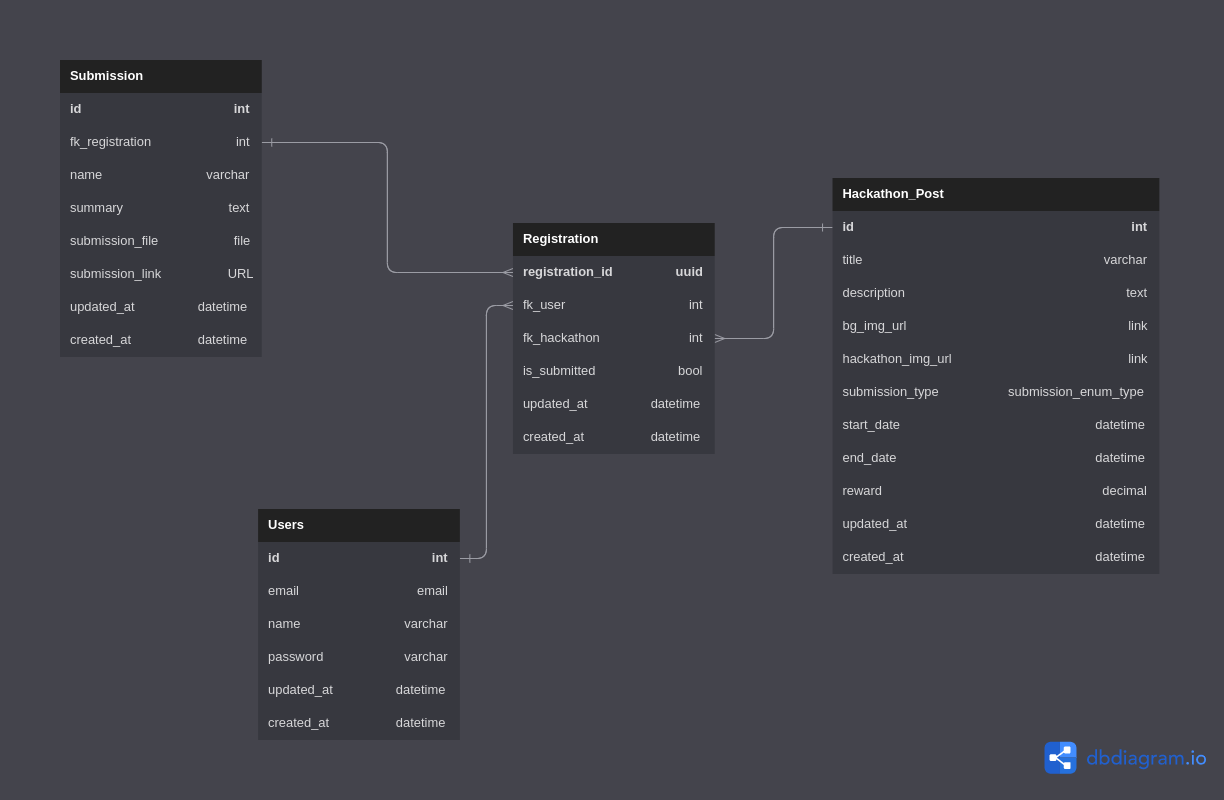 Submission
id int
fk_registration int
name varchar
summary text
submission_file file
submission_link URL
updated_at datetime
created_at datetime
Registration
registration_id uuid
fk_user int
fk_hackathon int
is_submitted bool
updated_at datetime
created_at datetime
Hackathon_Post
id int
title varchar
description text
bg_img_url link
hackathon_img_url link
submission_type submission_enum_type
start_date datetime
end_date datetime
reward decimal
updated_at datetime
created_at datetime
Users
id int
email email
name varchar
password varchar
updated_at datetime
created_at datetime
dbdiagram.io